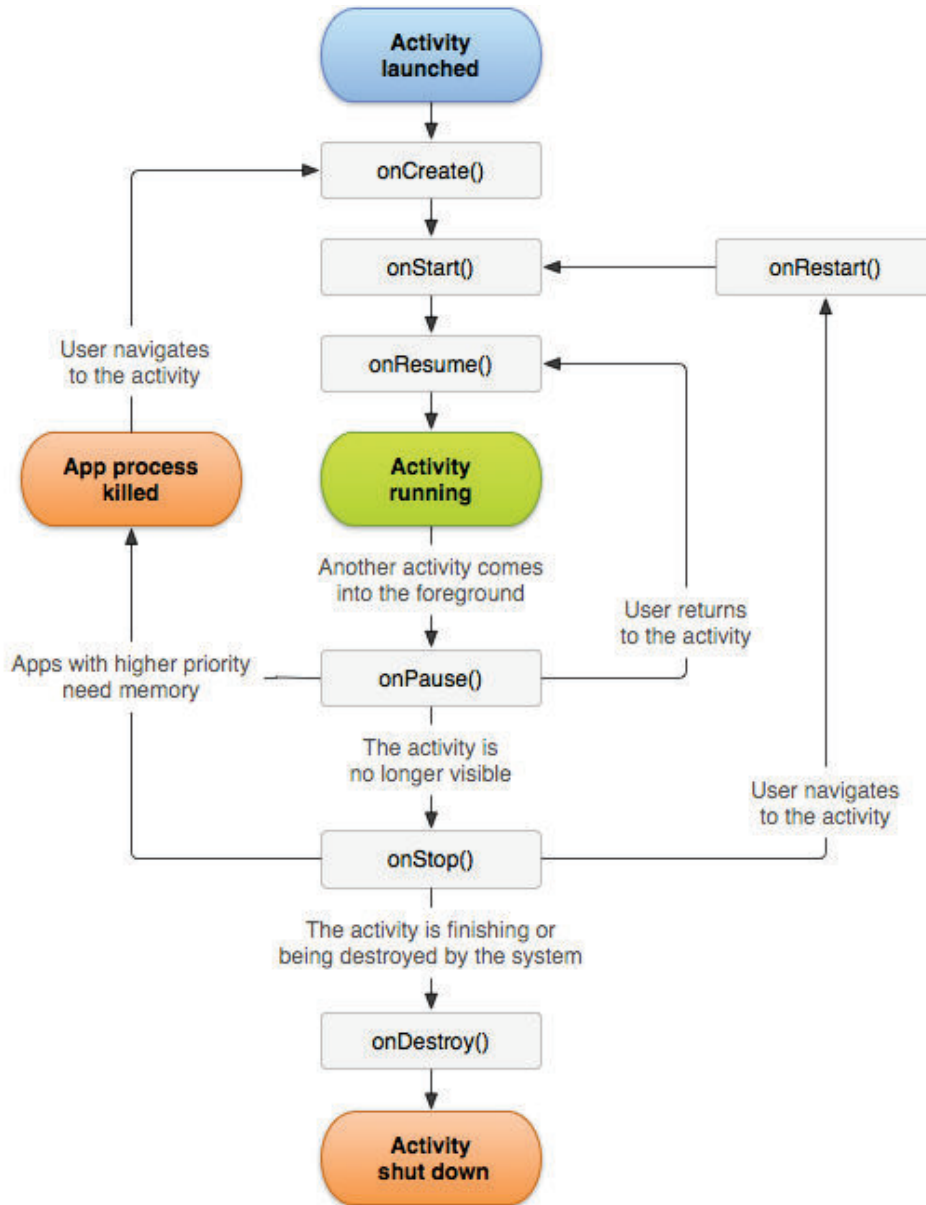 Activity
launched
onCreate()
onStart()
onRestart()
User navigates
to the activity
onResume()
App process
killed
Activity
running
Another activity comes
into the foreground
User returns
to the activity
Apps with higher priority
need memory
onPause()
The activity is
no longer visible
User navigates
to the activity
onStop()
The activity is finishing or
being destroyed by the system
onDestroy()
Activity
shut down